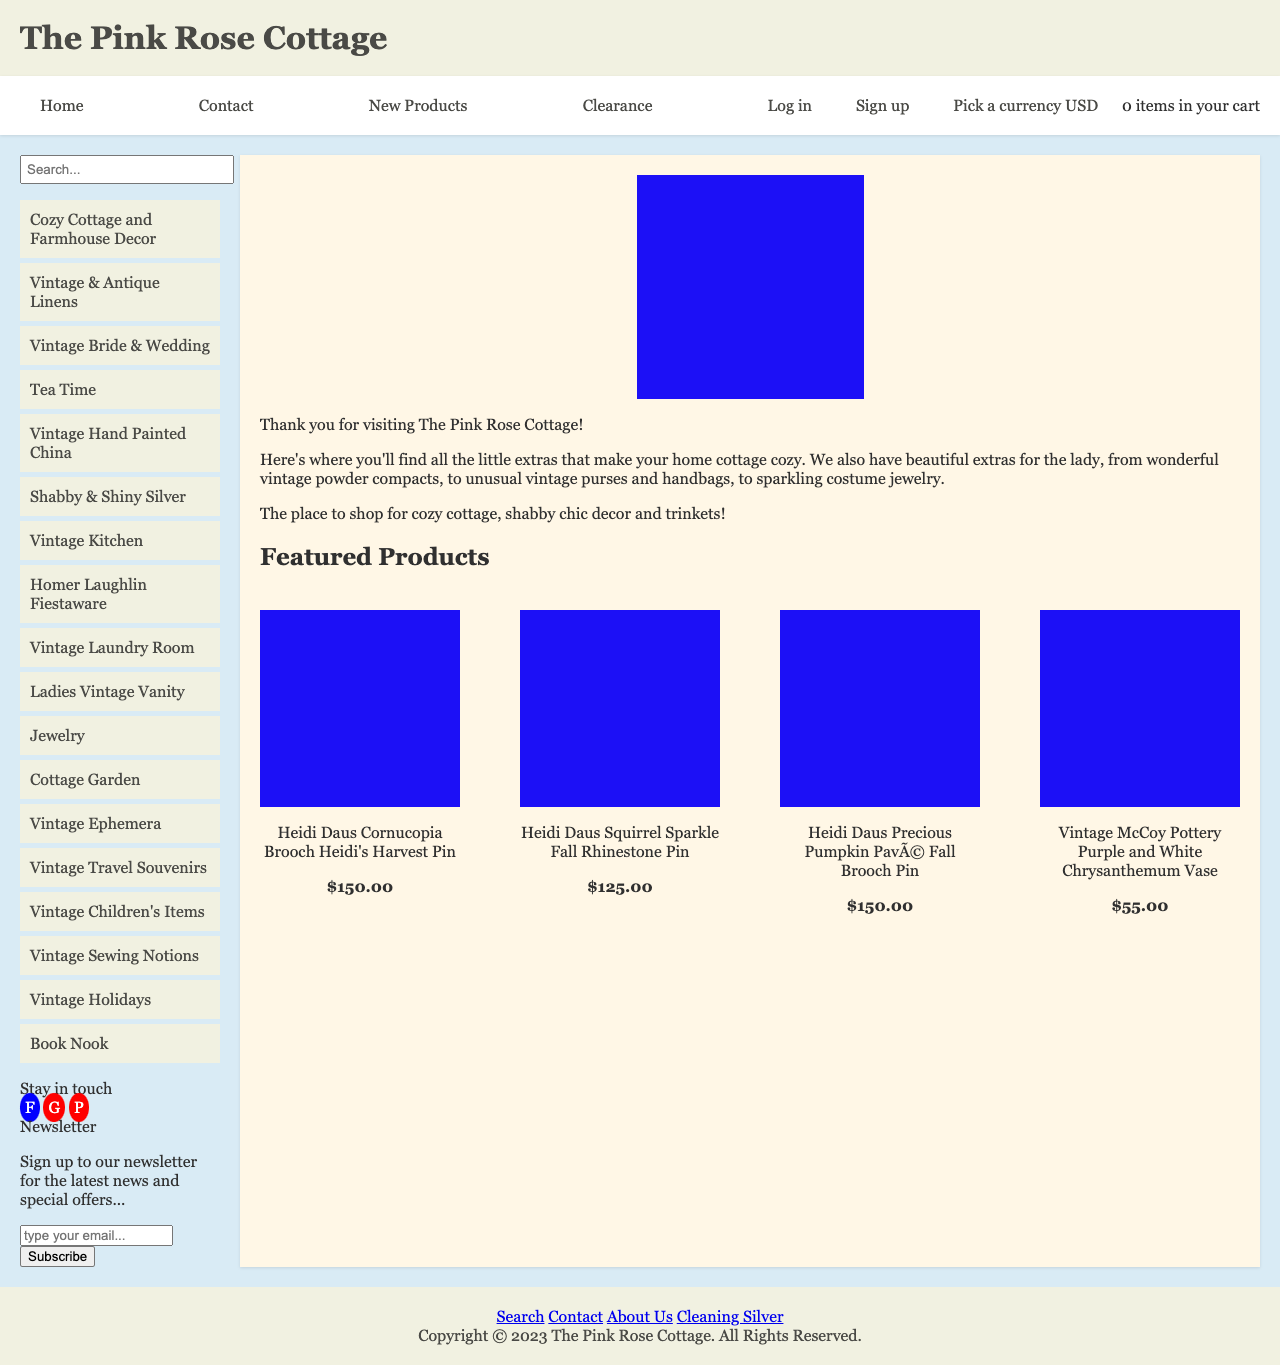 The Pink Rose Cottage
Home Contact New Products Clearance Log in Sign up Pick a currency USD 0 items in your cart
Search...
Cozy Cottage and
Farmhouse Decor
Vintage & Antique
Linens
Vintage Bride & Wedding
Tea Time
Vintage Hand Painted
China
Shabby & Shiny Silver
Vintage Kitchen
Homer Laughlin
Fiestaware
Vintage Laundry Room
Ladies Vintage Vanity
Jewelry
Cottage Garden
Vintage Ephemera
Vintage Travel Souvenirs
Vintage Children's Items
Vintage Sewing Notions
Vintage Holidays
Book Nook
Stay in touch
F G P
Newsletter
Sign up to our newsletter
for the latest news and
special offers...
type your email...
Subscribe
Thank you for visiting The Pink Rose Cottage!
Here's where you'll find all the little extras that make your home cottage cozy. We also have beautiful extras for the lady, from wonderful
vintage powder compacts, to unusual vintage purses and handbags, to sparkling costume jewelry.
The place to shop for cozy cottage, shabby chic decor and trinkets!
Featured Products
Heidi Daus Cornucopia
Brooch Heidi's Harvest Pin
$150.00
Heidi Daus Squirrel Sparkle
Fall Rhinestone Pin
$125.00
Heidi Daus Precious
Pumpkin PavÃ© Fall
Brooch Pin
$150.00
Vintage McCoy Pottery
Purple and White
Chrysanthemum Vase
$55.00
Search Contact About Us Cleaning Silver
Copyright © 2023 The Pink Rose Cottage. All Rights Reserved.